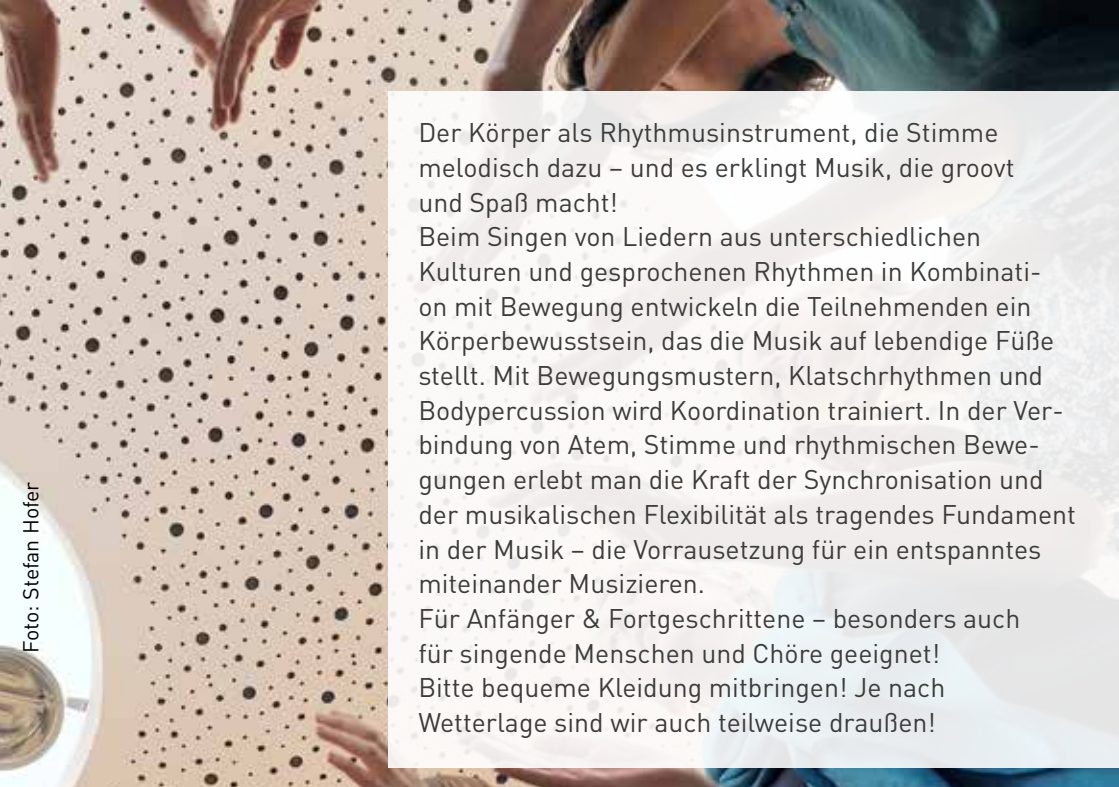 Der Körper als Rhythmusinstrument, die Stimme
melodisch dazu – und es erklingt Musik, die groovt
und Spaß macht!
Beim Singen von Liedern aus unterschiedlichen
Kulturen und gesprochenen Rhythmen in Kombinati-
on mit Bewegung entwickeln die Teilnehmenden ein
Körperbewusstsein, das die Musik auf lebendige Füße
stellt. Mit Bewegungsmustern, Klatschrhythmen und
Bodypercussion wird Koordination trainiert. In der Ver-
bindung von Atem, Stimme und rhythmischen Bewe-
gungen erlebt man die Kraft der Synchronisation und
der musikalischen Flexibilität als tragendes Fundament
in der Musik – die Vorrausetzung für ein entspanntes
miteinander Musizieren.
Für Anfänger & Fortgeschrittene – besonders auch
für singende Menschen und Chöre geeignet!
Bitte bequeme Kleidung mitbringen! Je nach
Wetterlage sind wir auch teilweise draußen!
Foto: Stefan Hofer